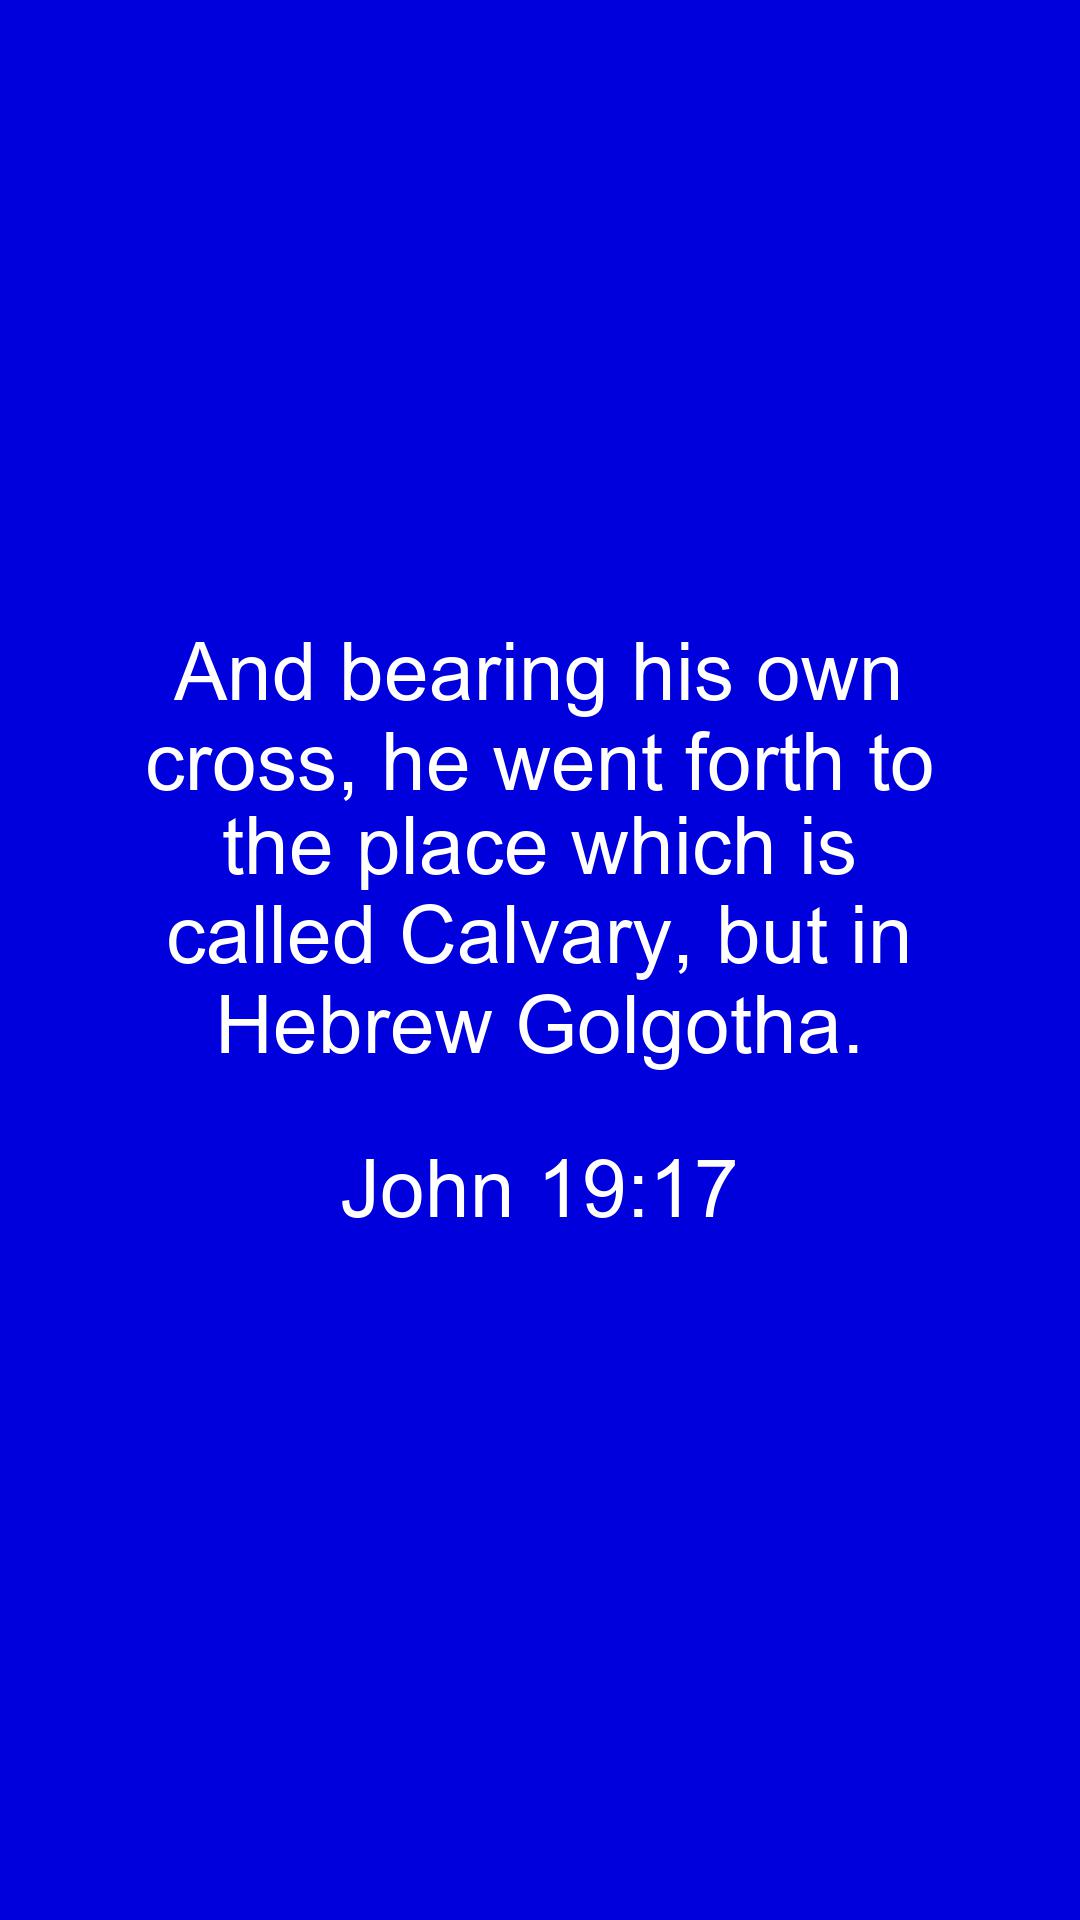 And bearing his own
cross, he went forth to
the place which is
called Calvary, but in
Hebrew Golgotha.
John 19:17